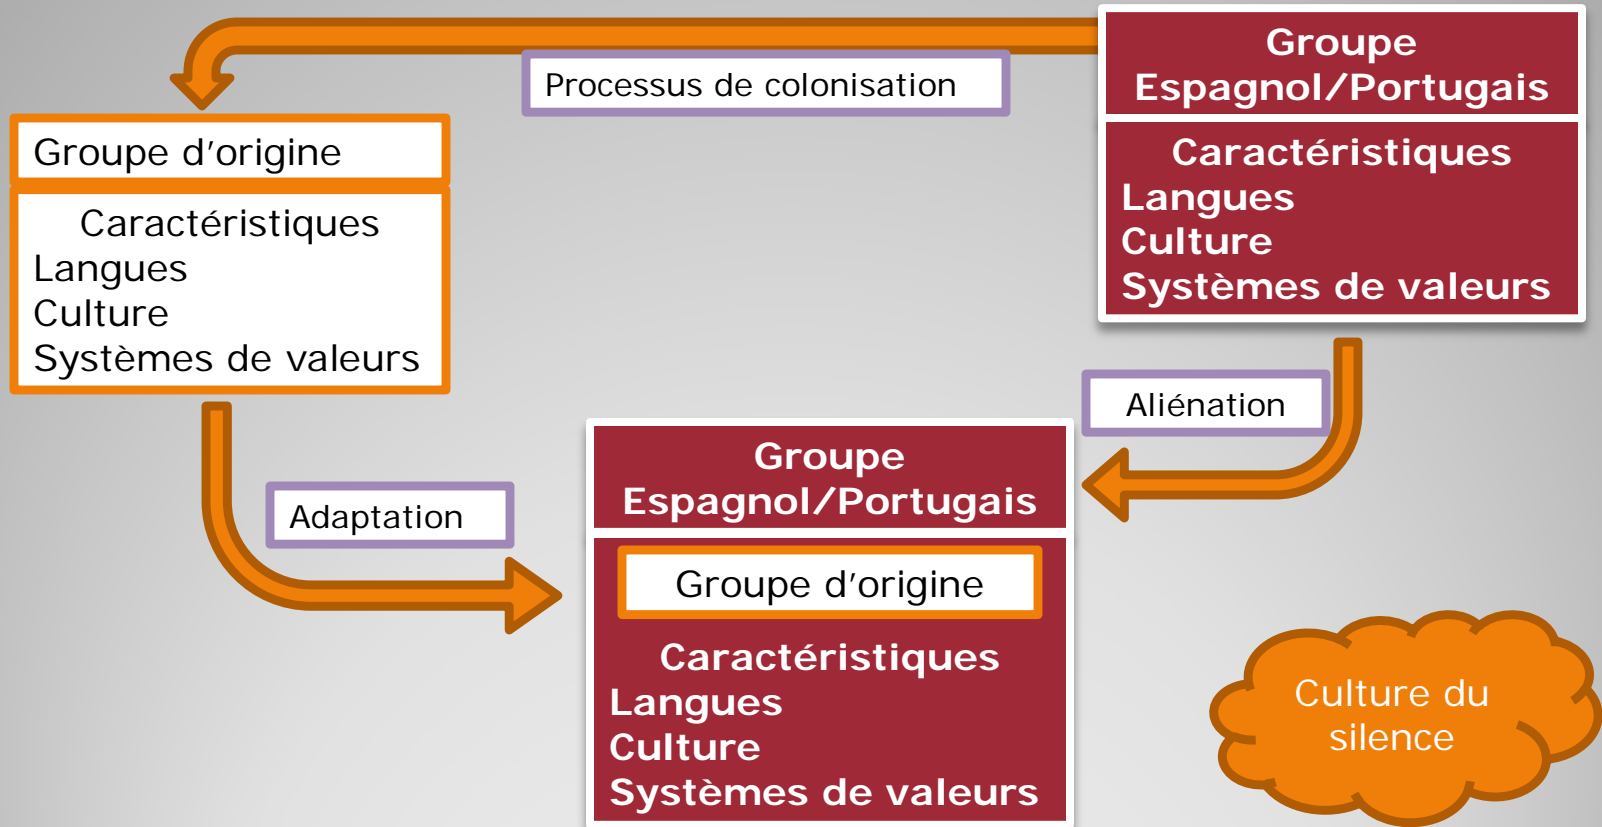 Groupe
Espagnol/Portugais
Processus de colonisation
Groupe d'origine
Caractéristiques
Langues
Culture
Systèmes de valeurs
Caractéristiques
Langues
Culture
Systèmes de valeurs
Aliénation
Adaptation
Groupe
Espagnol/Portugais
Groupe d'origine
Caractéristiques
Langues
Culture
Systèmes de valeurs
Culture du
silence